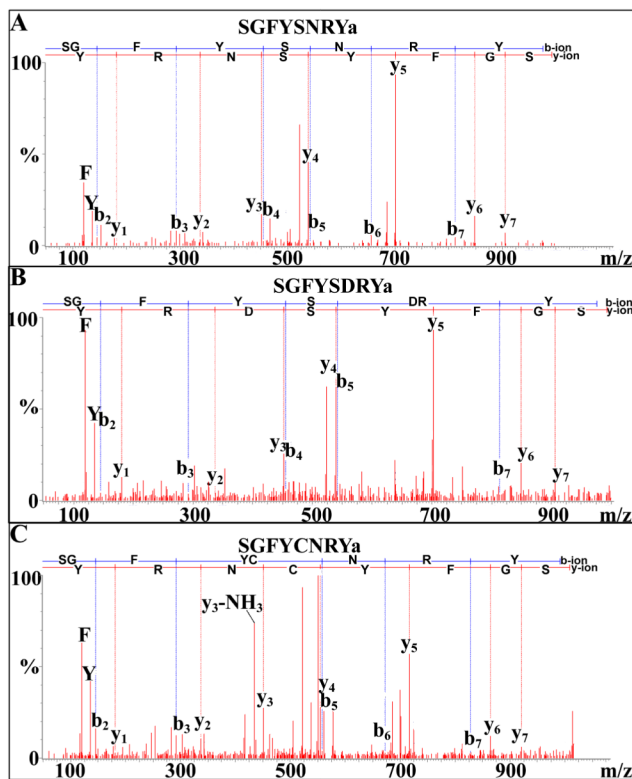 A SGFYSNRYa
SG F Y S N R Y b-ion
Y R N S Y F G S y-ion
100
y5
F
%
y4
Y b2 y1 b3 y2 y3 b4 b5 b6 b7 y6 y7
0
100 300 500 700 900 m/z
B SGFYSDRYa
SG F Y S DR Y b-ion
Y R D S Y F G S y-ion
100
F y5
y4 b5
%
Y b2
y1 b3 y2 y3 b4 b7 y6 y7
0
100 300 500 700 900 m/z
C SGFYCNRYa
SG F YC N R Y b-ion
Y R N C Y F G S y-ion
100
y3-NH3
F y5
%
Y y3 y4
b2 y1 b3 y2 b5 b6 b7 y6 y7
0
100 300 500 700 900 m/z